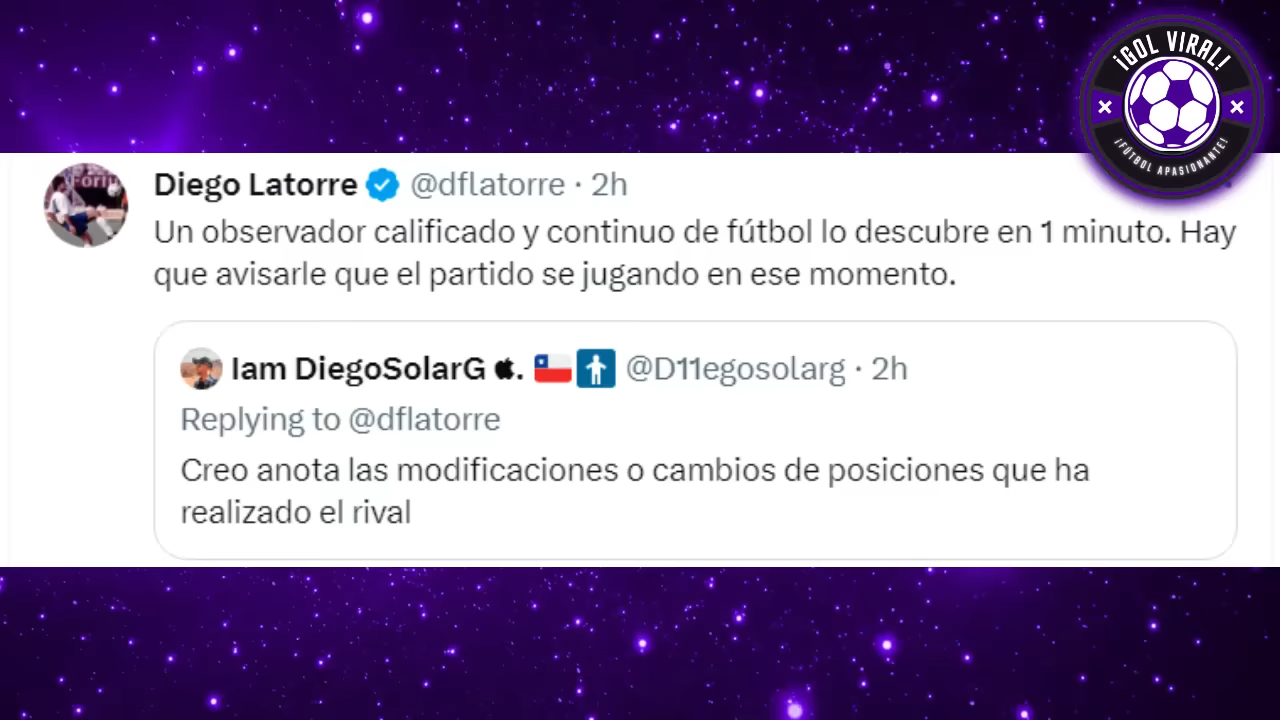 ¡GOL VIRAL!
¡FÚTBOL APASIONANTE!
Diego Latorre @dflatorre · 2h
Un observador calificado y continuo de fútbol lo descubre en 1 minuto. Hay
que avisarle que el partido se jugando en ese momento.
Iam DiegoSolarG . 🇨🇱🚹 @D11egosolarg · 2h
Replying to @dflatorre
Creo anota las modificaciones o cambios de posiciones que ha
realizado el rival